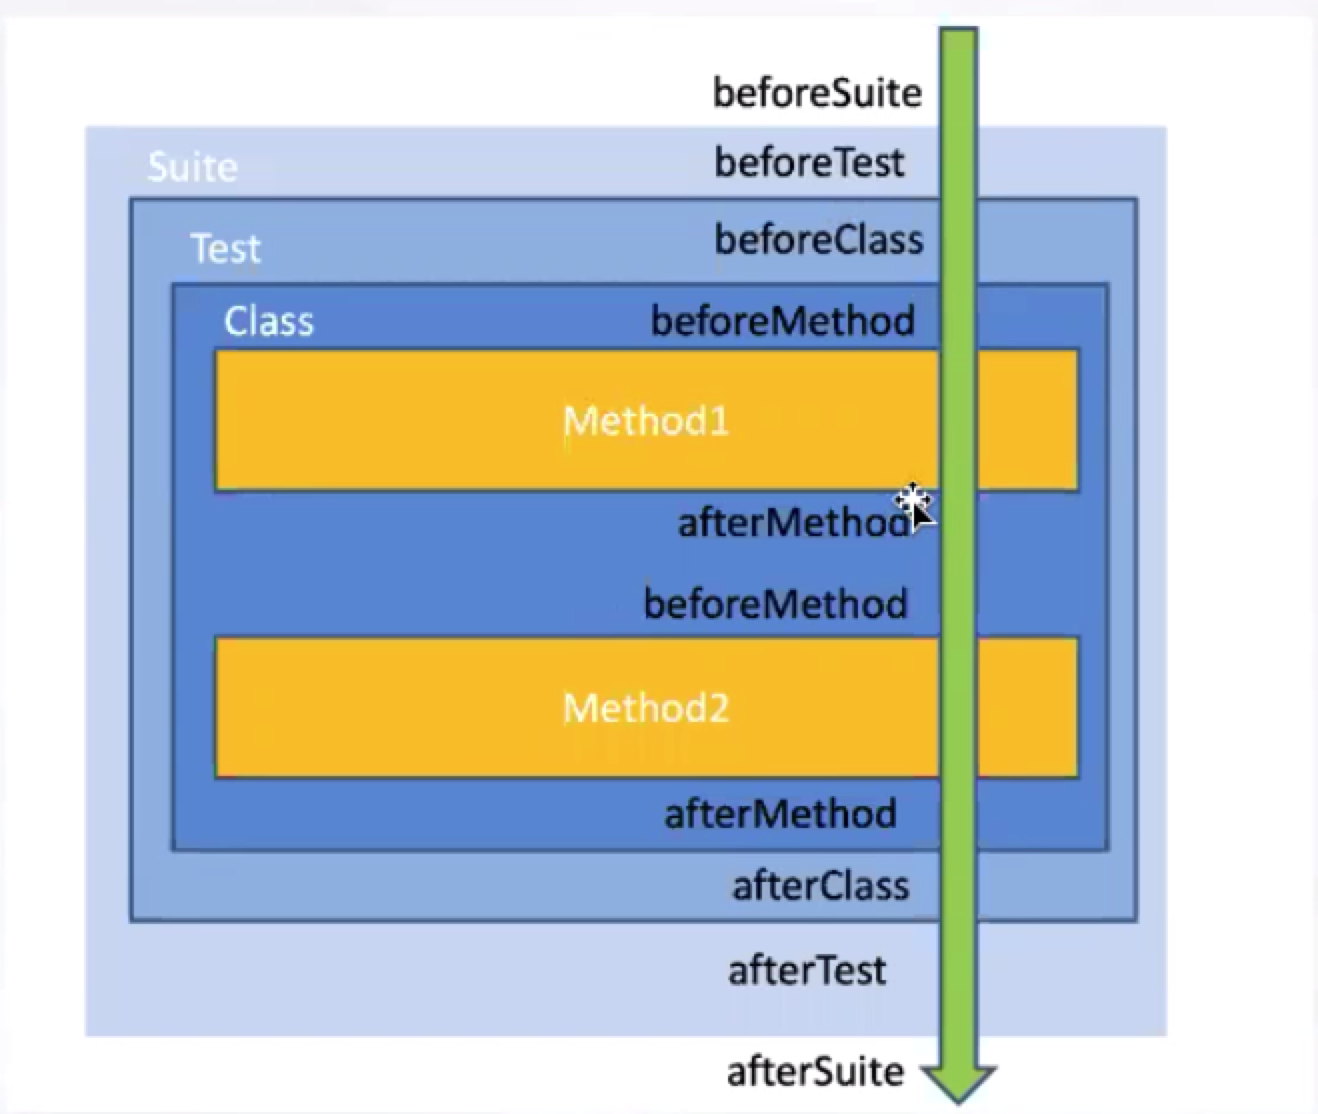 beforeSuite
Suite
beforeTest
Test
beforeClass
Class
beforeMethod
Method1
afterMethod
beforeMethod
Method2
afterMethod
afterClass
afterTest
afterSuite